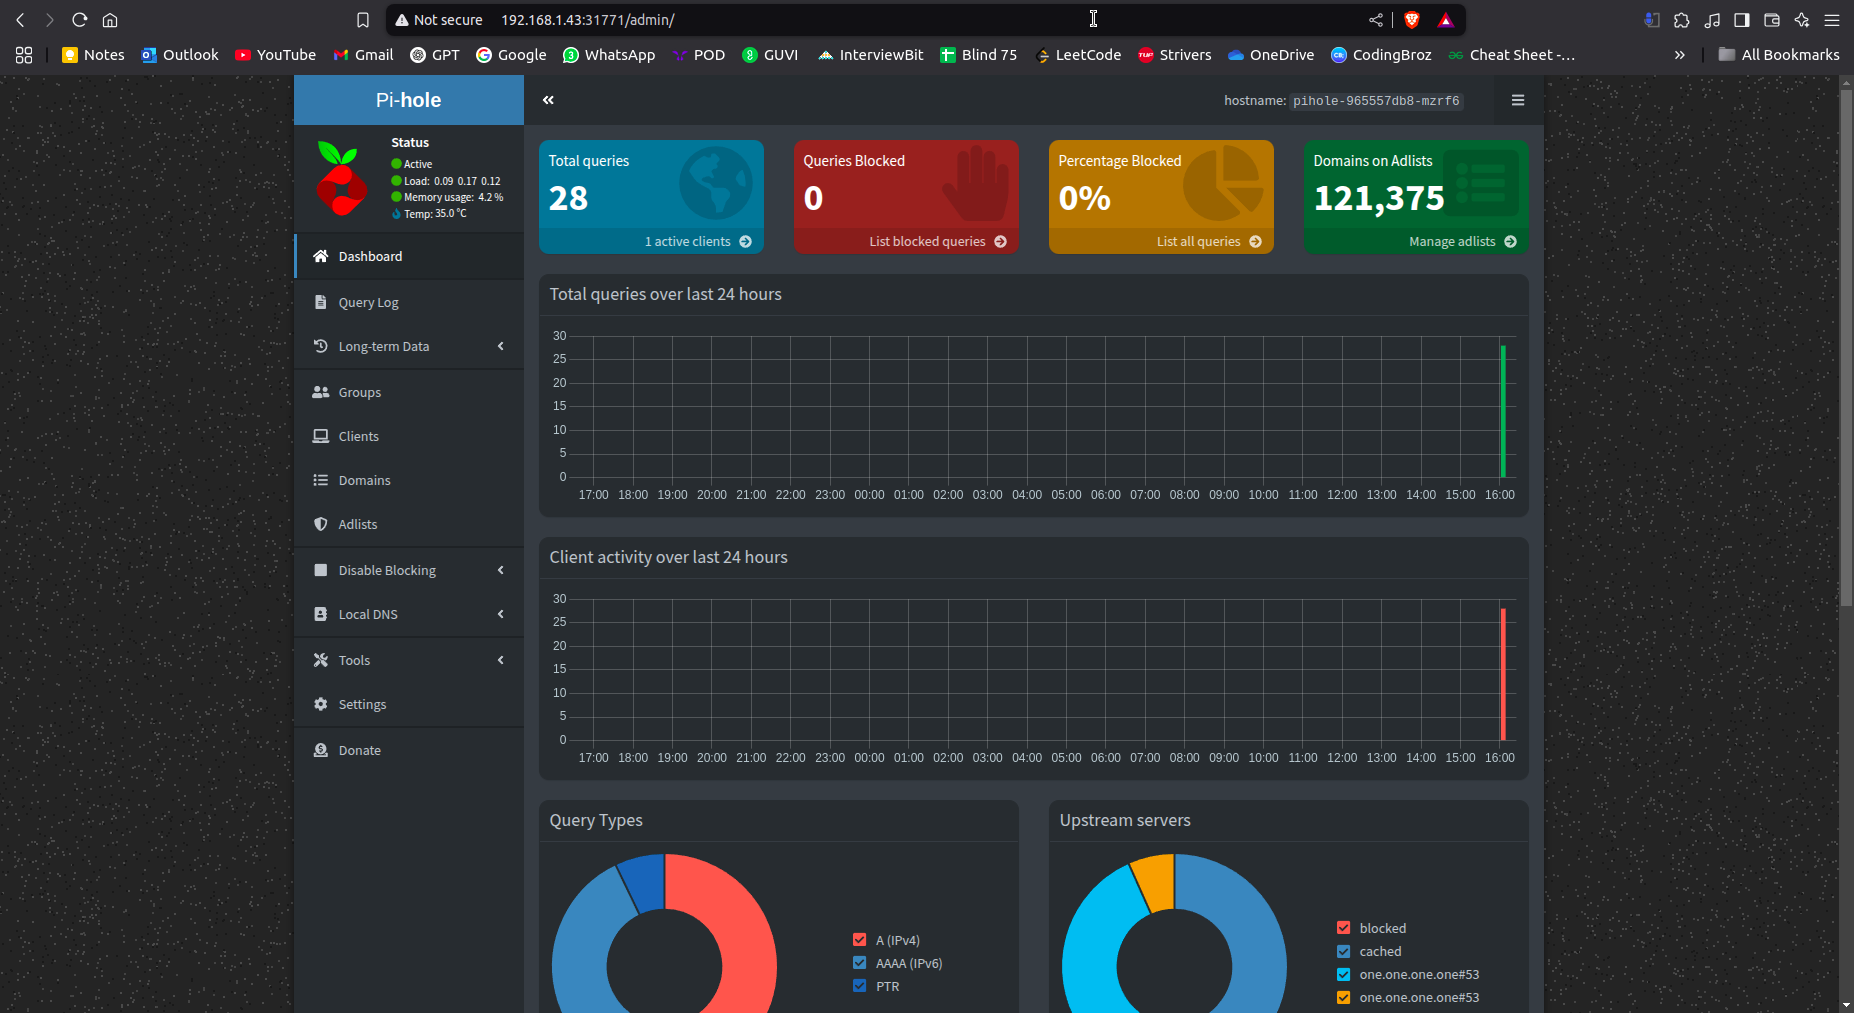 Not secure 192.168.1.43:31771/admin/
Notes Outlook YouTube Gmail GPT Google WhatsApp POD GUVI InterviewBit Blind 75 LeetCode Strivers OneDrive CodingBroz Cheat Sheet -... » All Bookmarks
Pi-hole
hostname: pihole-965557db8-mzrf6
Status
Active
Load: 0.09 0.17 0.12
Memory usage: 4.2 %
Temp: 35.0 °C
Dashboard
Query Log
Long-term Data
Groups
Clients
Domains
Adlists
Disable Blocking
Local DNS
Tools
Settings
Donate
Total queries
28
1 active clients
Queries Blocked
0
List blocked queries
Percentage Blocked
0%
List all queries
Domains on Adlists
121,375
Manage adlists
Total queries over last 24 hours
30
25
20
15
10
5
0
17:00 18:00 19:00 20:00 21:00 22:00 23:00 00:00 01:00 02:00 03:00 04:00 05:00 06:00 07:00 08:00 09:00 10:00 11:00 12:00 13:00 14:00 15:00 16:00
Client activity over last 24 hours
30
25
20
15
10
5
0
17:00 18:00 19:00 20:00 21:00 22:00 23:00 00:00 01:00 02:00 03:00 04:00 05:00 06:00 07:00 08:00 09:00 10:00 11:00 12:00 13:00 14:00 15:00 16:00
Query Types
A (IPv4)
AAAA (IPv6)
PTR
Upstream servers
blocked
cached
one.one.one.one#53
one.one.one.one#53